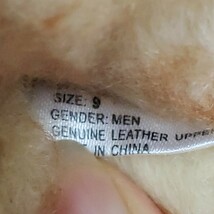 SIZE: 9
GENDER: MEN
GENUINE LEATHER UPPER
IN CHINA